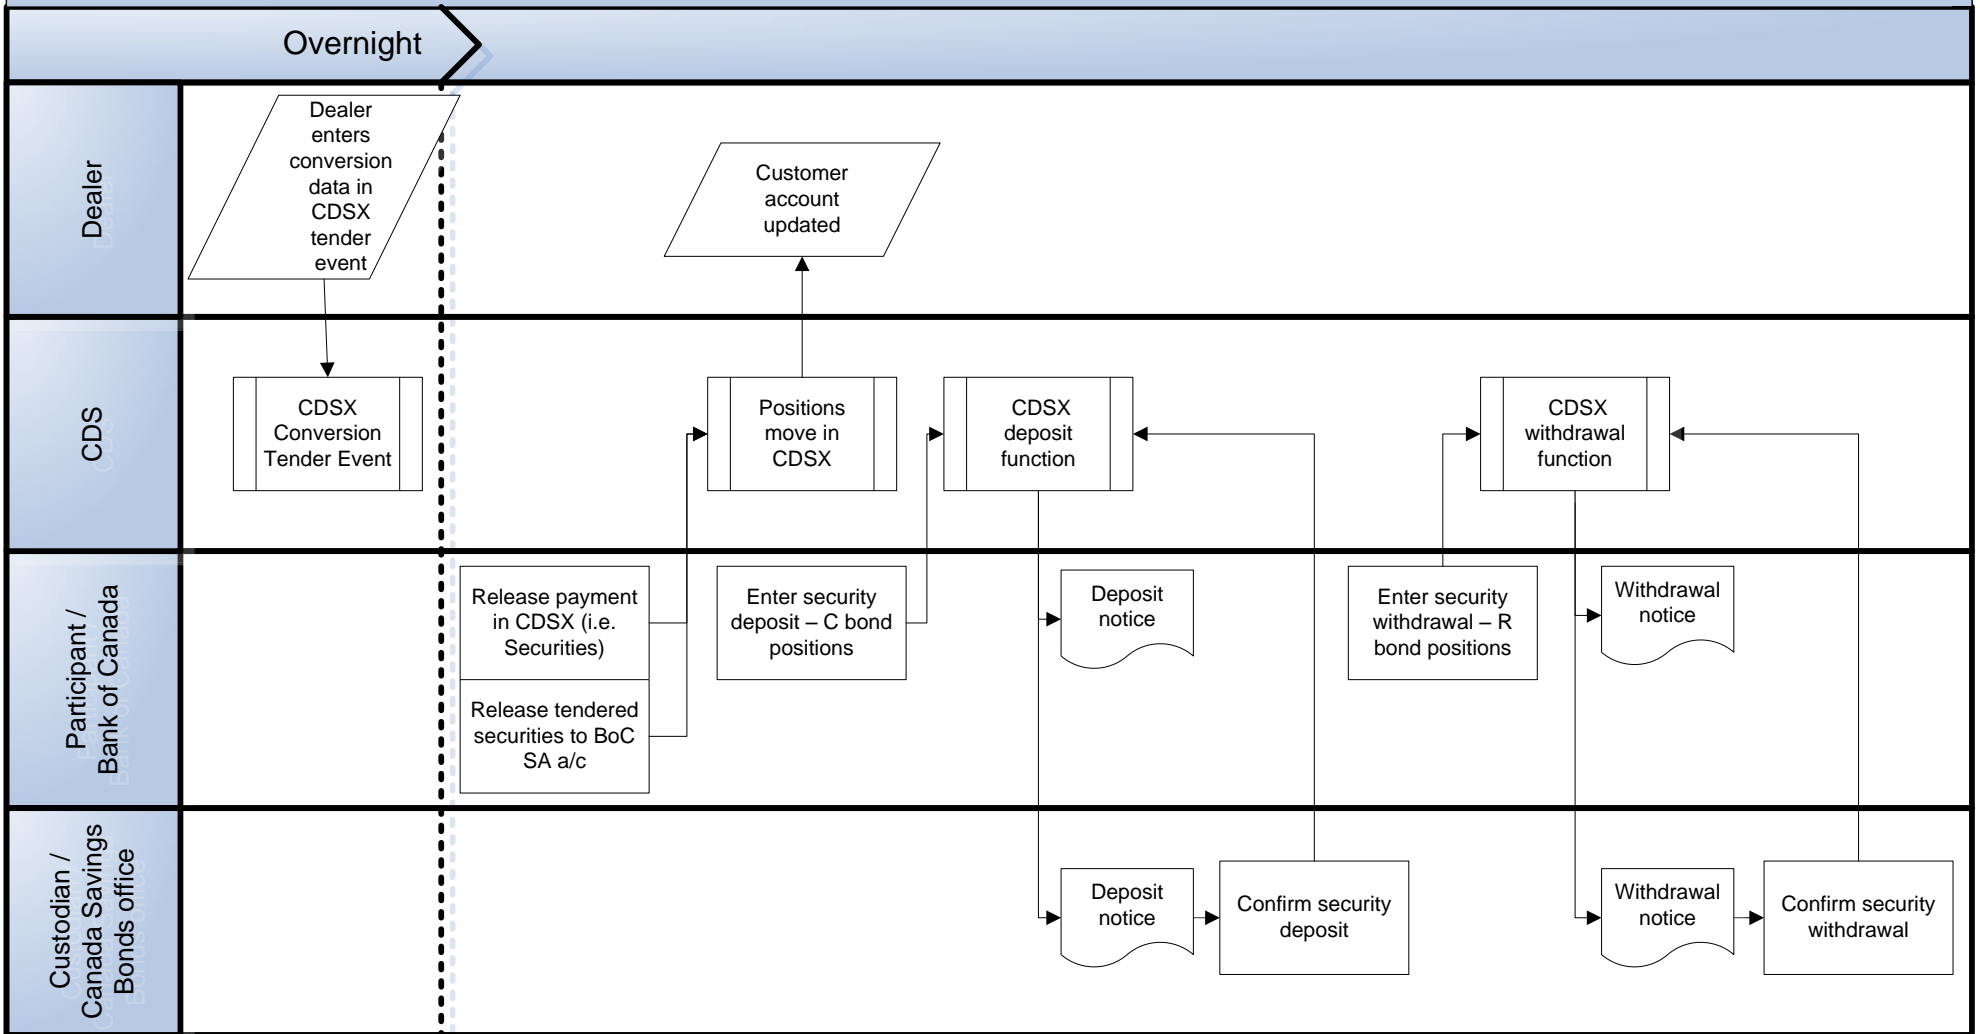 Overnight
Dealer
Dealer
enters
conversion
data in
CDSX
tender
event
Customer
account
updated
CDS
CDSX
Conversion
Tender Event
Positions
move in
CDSX
CDSX
deposit
function
CDSX
withdrawal
function
Participant /
Bank of Canada
Release payment
in CDSX (i.e.
Securities)
Release tendered
securities to BoC
SA a/c
Enter security
deposit – C bond
positions
Deposit
notice
Enter security
withdrawal – R
bond positions
Withdrawal
notice
Custodian /
Canada Savings
Bonds office
Deposit
notice
Confirm security
deposit
Withdrawal
notice
Confirm security
withdrawal